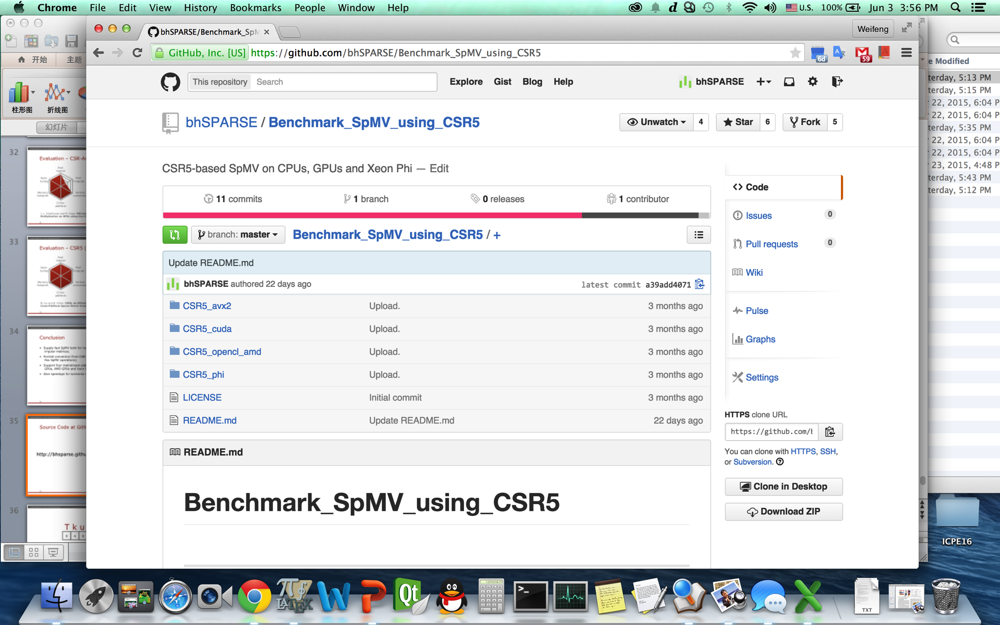 Chrome File Edit View History Bookmarks People Window Help
U.S. 100% Jun 3 3:56 PM
bhSPARSE/Benchmark_SpM
Weifeng
GitHub, Inc. [US] https://github.com/bhSPARSE/Benchmark_SpMV_using_CSR5
6d
59
This repository Search Explore Gist Blog Help bhSPARSE
bhSPARSE / Benchmark_SpMV_using_CSR5
Unwatch 4 Star 6 Fork 5
CSR5-based SpMV on CPUs, GPUs and Xeon Phi — Edit
11 commits 1 branch 0 releases 1 contributor
branch: master Benchmark_SpMV_using_CSR5 / +
Update README.md
bhSPARSE authored 22 days ago latest commit a39add4071
CSR5_avx2 Upload. 3 months ago
CSR5_cuda Upload. 3 months ago
CSR5_opencl_amd Upload. 3 months ago
CSR5_phi Upload. 3 months ago
LICENSE Initial commit 3 months ago
README.md Update README.md 22 days ago
README.md
Benchmark_SpMV_using_CSR5
Code
Issues 0
Pull requests 0
Wiki
Pulse
Graphs
Settings
HTTPS clone URL
https://github.com/b
You can clone with HTTPS, SSH,
or Subversion.
Clone in Desktop
Download ZIP
开始 主题
柱形图 折线图
幻灯片
32
Evaluation – CSR-A
33
Evaluation – CSR5 (
34
Conclusion
35
Source Code at Gith
http://bhsparse.githu
36
T k u
e Modified
terday, 5:13 PM
terday, 5:15 PM
22, 2015, 6:04 P
22, 2015, 6:04 P
terday, 5:35 PM
22, 2015, 6:04 P
22, 2015, 6:04 P
23, 2015, 4:48 P
terday, 5:43 PM
terday, 5:12 PM
ICPE16
LATEX
Qt
TXT